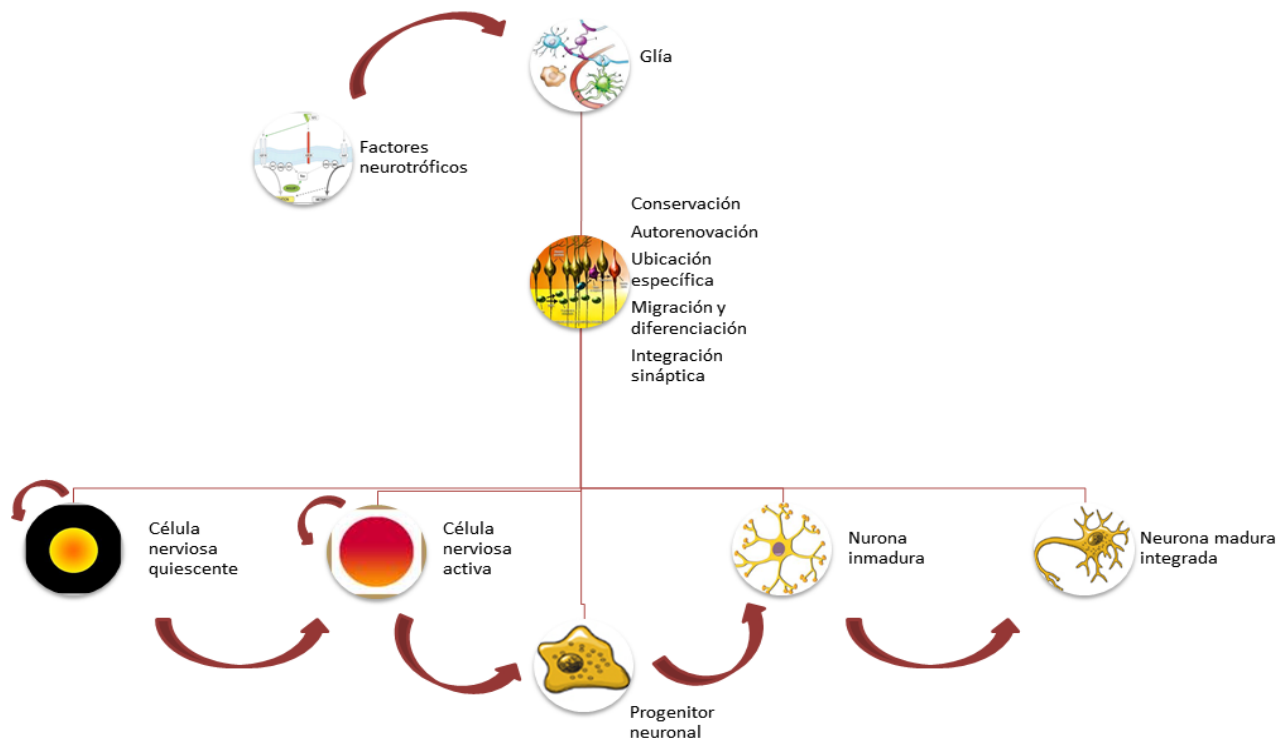 Glía
Factores
neurotróficos
Conservación
Autorenovación
Ubicación
específica
Migración y
diferenciación
Integración
sináptica
Célula
nerviosa
quiescente
Célula
nerviosa
activa
Nurona
inmadura
Neurona madura
integrada
Progenitor
neuronal